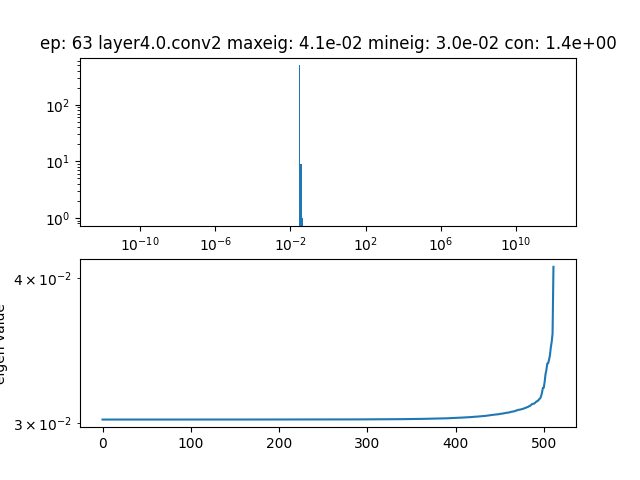 ep: 63 layer4.0.conv2 maxeig: 4.1e-02 mineig: 3.0e-02 con: 1.4e+00
10²
10¹
10⁰
10⁻¹⁰ 10⁻⁶ 10⁻² 10² 10⁶ 10¹⁰
4 × 10⁻²
eigen value
3 × 10⁻²
0 100 200 300 400 500